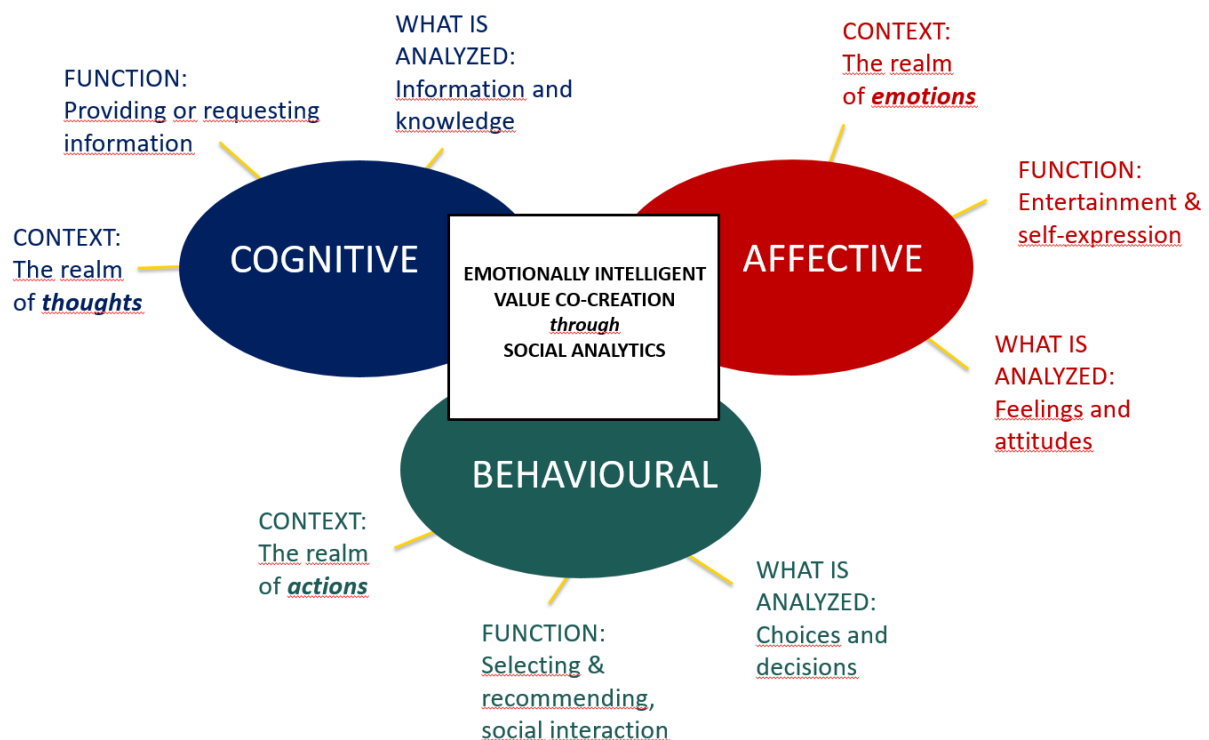 WHAT IS
ANALYZED:
Information and
knowledge
FUNCTION:
Providing or requesting
information
CONTEXT:
The realm
of thoughts
COGNITIVE
CONTEXT:
The realm
of emotions
FUNCTION:
Entertainment &
self-expression
WHAT IS
ANALYZED:
Feelings and
attitudes
AFFECTIVE
EMOTIONALLY INTELLIGENT
VALUE CO-CREATION
through
SOCIAL ANALYTICS
BEHAVIOURAL
CONTEXT:
The realm
of actions
FUNCTION:
Selecting &
recommending,
social interaction
WHAT IS
ANALYZED:
Choices and
decisions